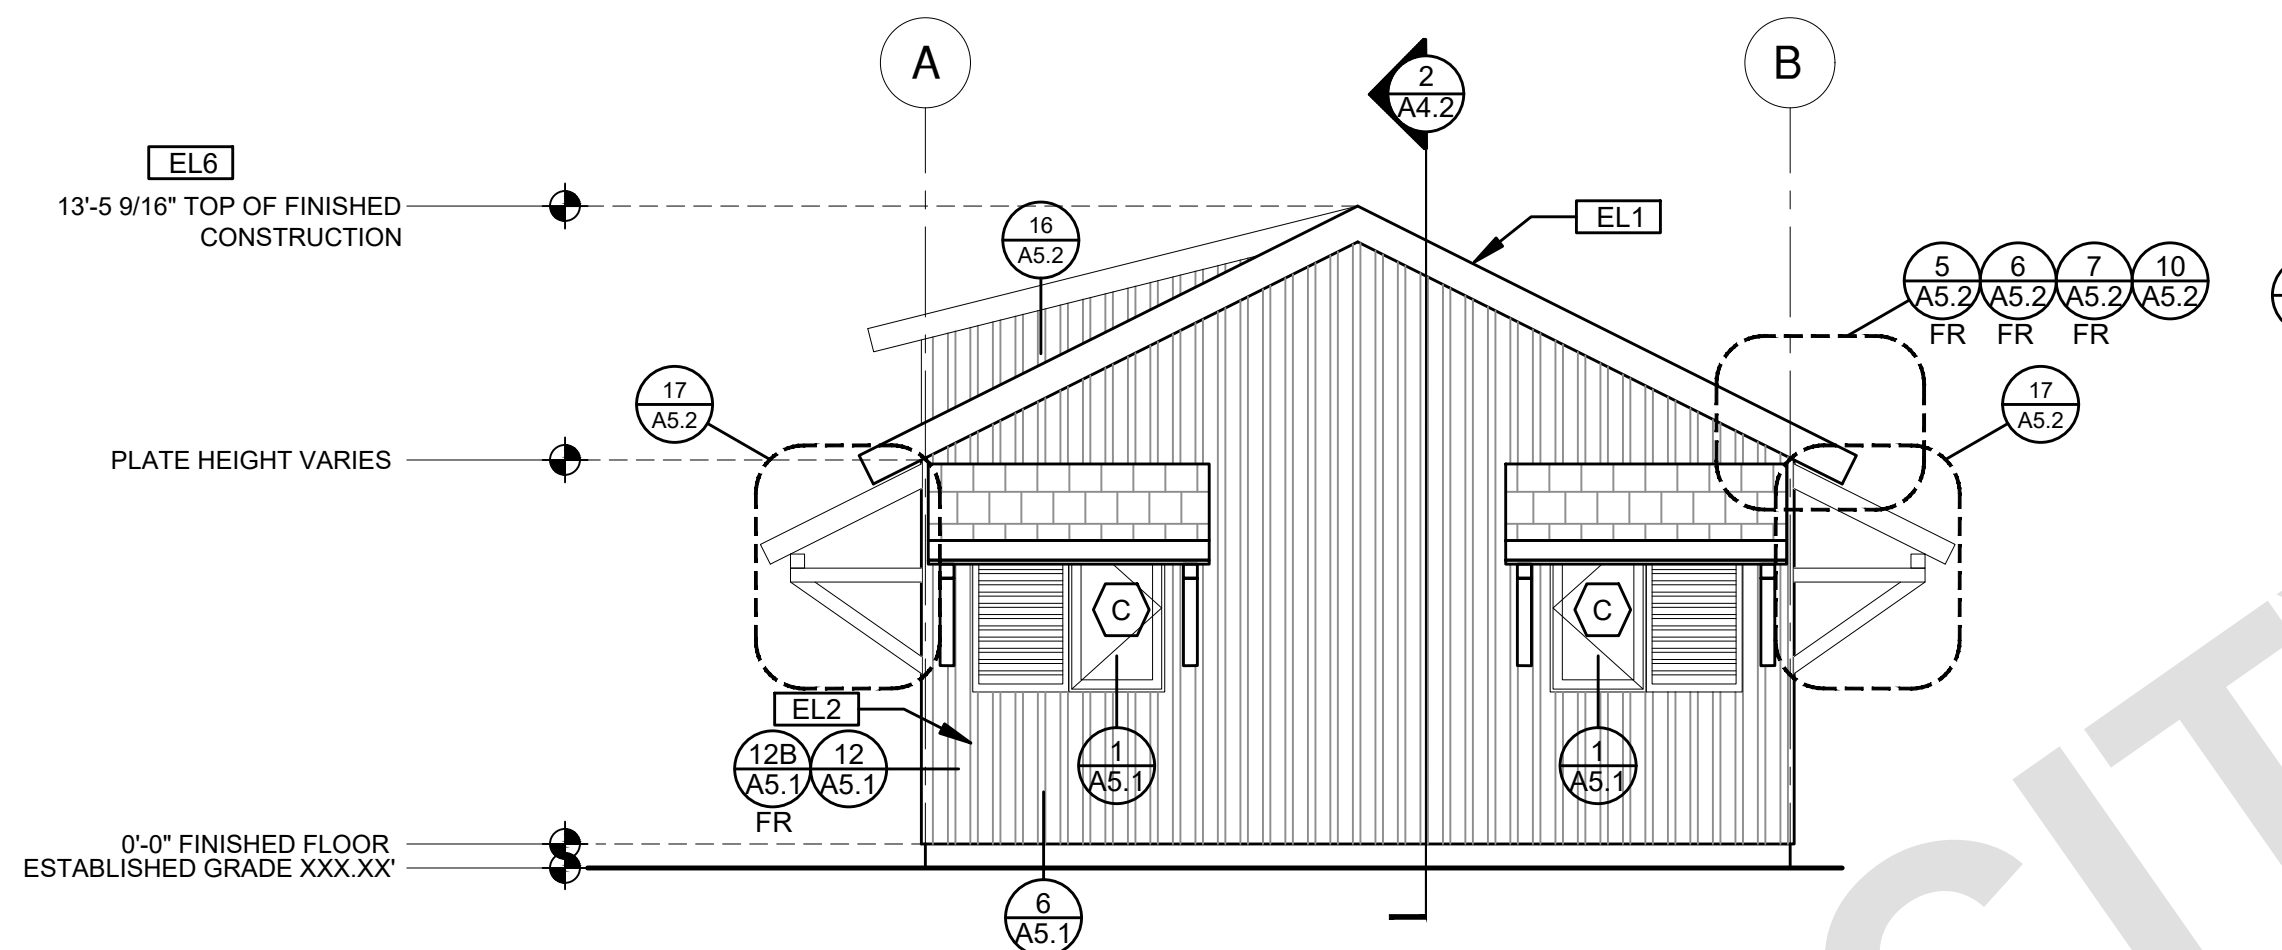 A
B
2
A4.2
EL6
13'-5 9/16" TOP OF FINISHED
CONSTRUCTION
16
A5.2
EL1
5
A5.2
FR
6
A5.2
FR
7
A5.2
FR
10
A5.2
17
A5.2
17
A5.2
PLATE HEIGHT VARIES
C
C
EL2
12B
A5.1
FR
12
A5.1
1
A5.1
1
A5.1
0'-0" FINISHED FLOOR
ESTABLISHED GRADE XXX.XX'
6
A5.1
CIT